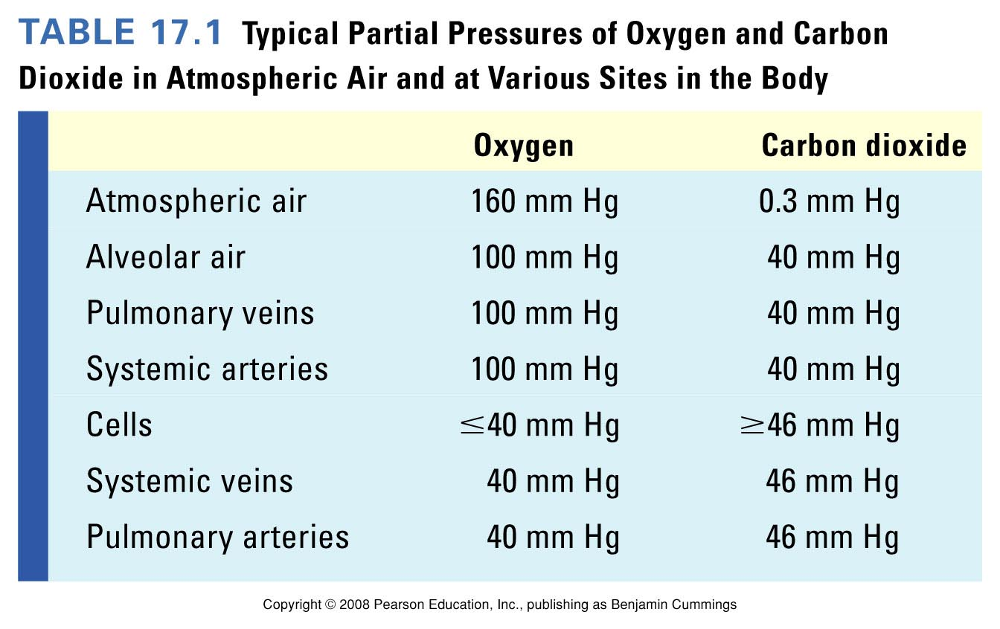 TABLE 17.1 Typical Partial Pressures of Oxygen and Carbon
Dioxide in Atmospheric Air and at Various Sites in the Body
Oxygen Carbon dioxide
Atmospheric air 160 mm Hg 0.3 mm Hg
Alveolar air 100 mm Hg 40 mm Hg
Pulmonary veins 100 mm Hg 40 mm Hg
Systemic arteries 100 mm Hg 40 mm Hg
Cells ≤40 mm Hg ≥46 mm Hg
Systemic veins 40 mm Hg 46 mm Hg
Pulmonary arteries 40 mm Hg 46 mm Hg
Copyright © 2008 Pearson Education, Inc., publishing as Benjamin Cummings